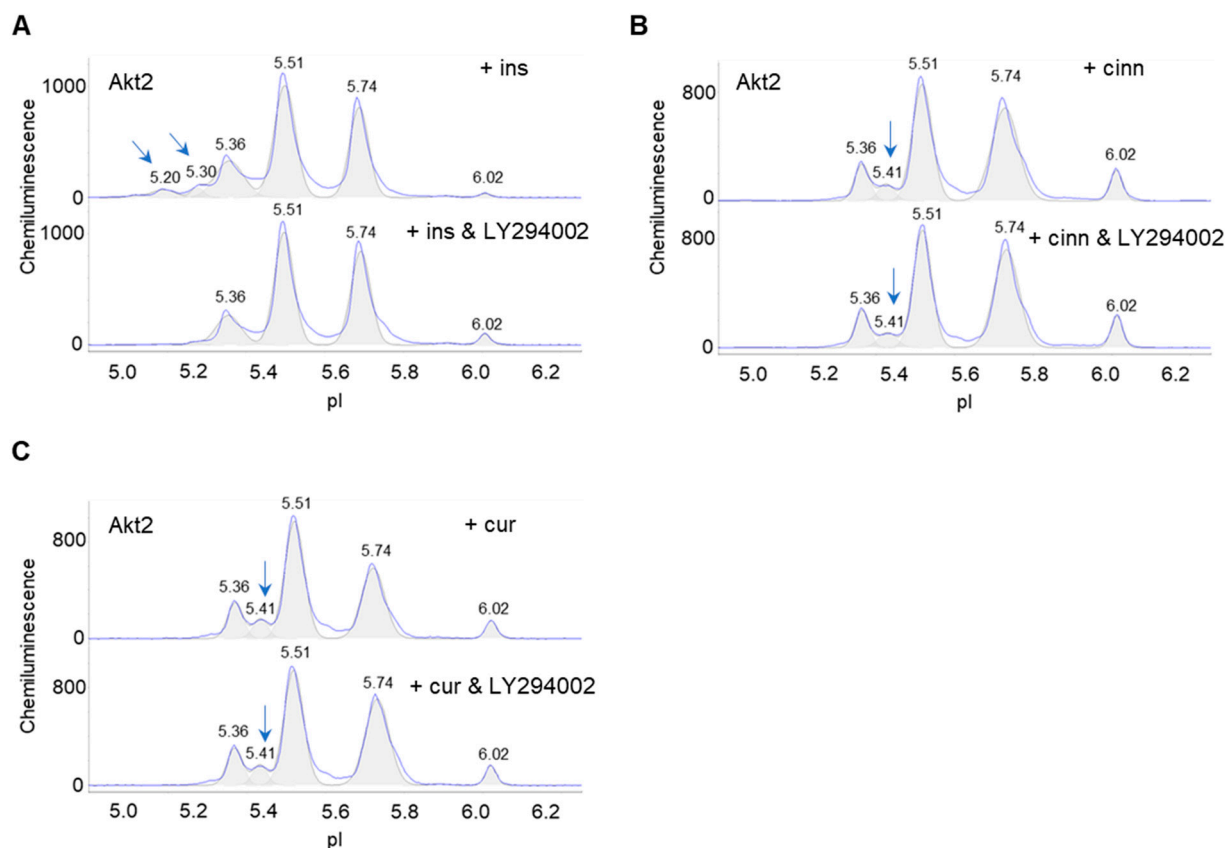 A
Akt2
+ ins
1000
5.20
5.30
5.36
5.51
5.74
6.02
0
+ ins & LY294002
1000
5.36
5.51
5.74
6.02
0
Chemiluminescence
5.0 5.2 5.4 5.6 5.8 6.0 6.2
pI
B
Akt2
+ cinn
800
5.36
5.41
5.51
5.74
6.02
0
+ cinn & LY294002
800
5.36
5.41
5.51
5.74
6.02
0
Chemiluminescence
5.0 5.2 5.4 5.6 5.8 6.0 6.2
pI
C
Akt2
+ cur
800
5.36
5.41
5.51
5.74
6.02
0
+ cur & LY294002
800
5.36
5.41
5.51
5.74
6.02
0
Chemiluminescence
5.0 5.2 5.4 5.6 5.8 6.0 6.2
pI